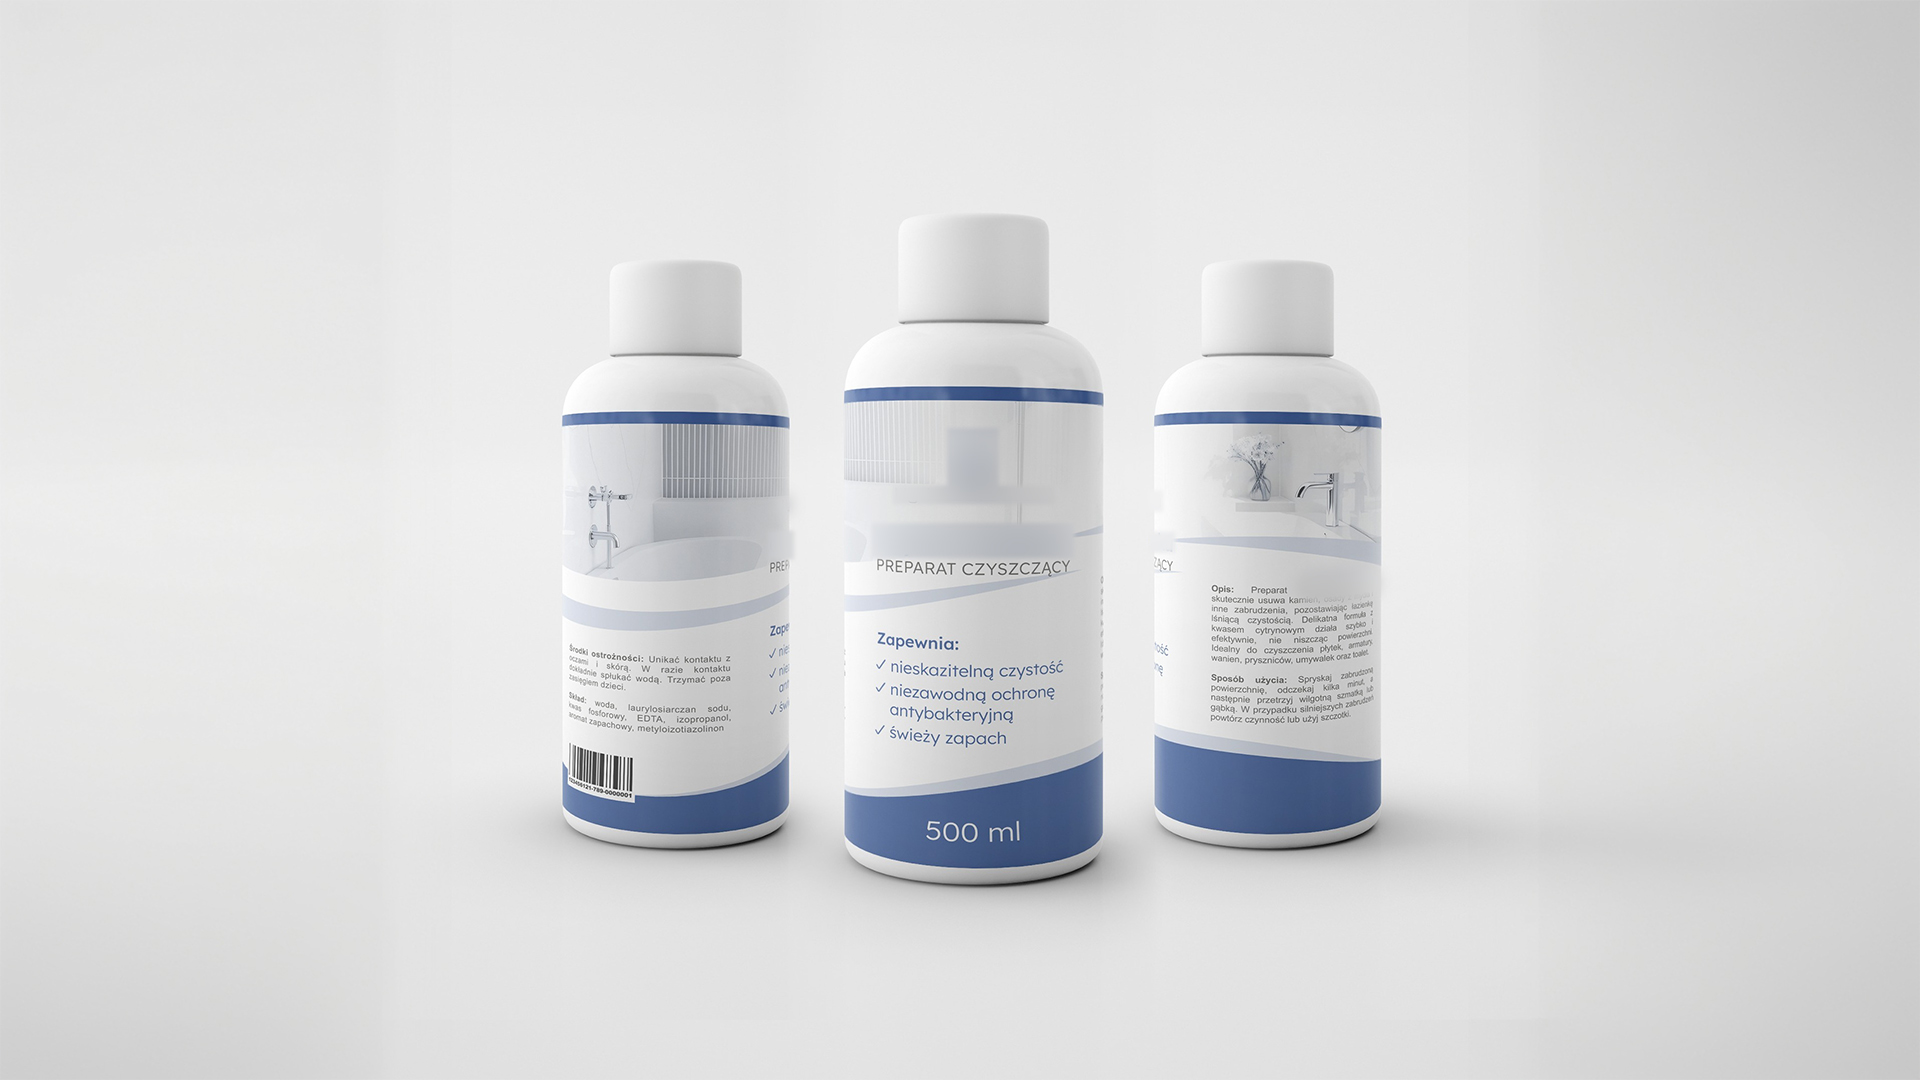 Środki ostrożności: Unikać kontaktu z
oczami i skórą. W razie kontaktu
dokładnie spłukać wodą. Trzymać poza
zasięgiem dzieci.
Skład: woda, laurylosiarczan sodu,
kwas fosforowy, EDTA, izopropanol,
aromat zapachowy, metyloizotiazolinon
PREPARAT CZYSZCZĄCY
Zapewnia:
✓ nieskazitelną czystość
✓ niezawodną ochronę
antybakteryjną
✓ świeży zapach
500 ml
Opis: Preparat
skutecznie usuwa
inne zabrudzenia, pozostawiając łazienkę
lśniącą czystością. Delikatna formuła z
kwasem cytrynowym działa szybko i
efektywnie, nie niszcząc powierzchni.
Idealny do czyszczenia płytek, armatury,
wanien, pryszniców, umywalek oraz toalet.
Sposób użycia: Spryskaj zabrudzoną
powierzchnię, odczekaj kilka minut, a
następnie przetrzyj wilgotną szmatką lub
gąbką. W przypadku silniejszych zabrudzeń
powtórz czynność lub użyj szczotki.